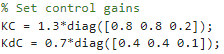 % Set control gains
KC = 1.3*diag([0.8 0.8 0.2]);
KdC = 0.7*diag([0.4 0.4 0.1]);